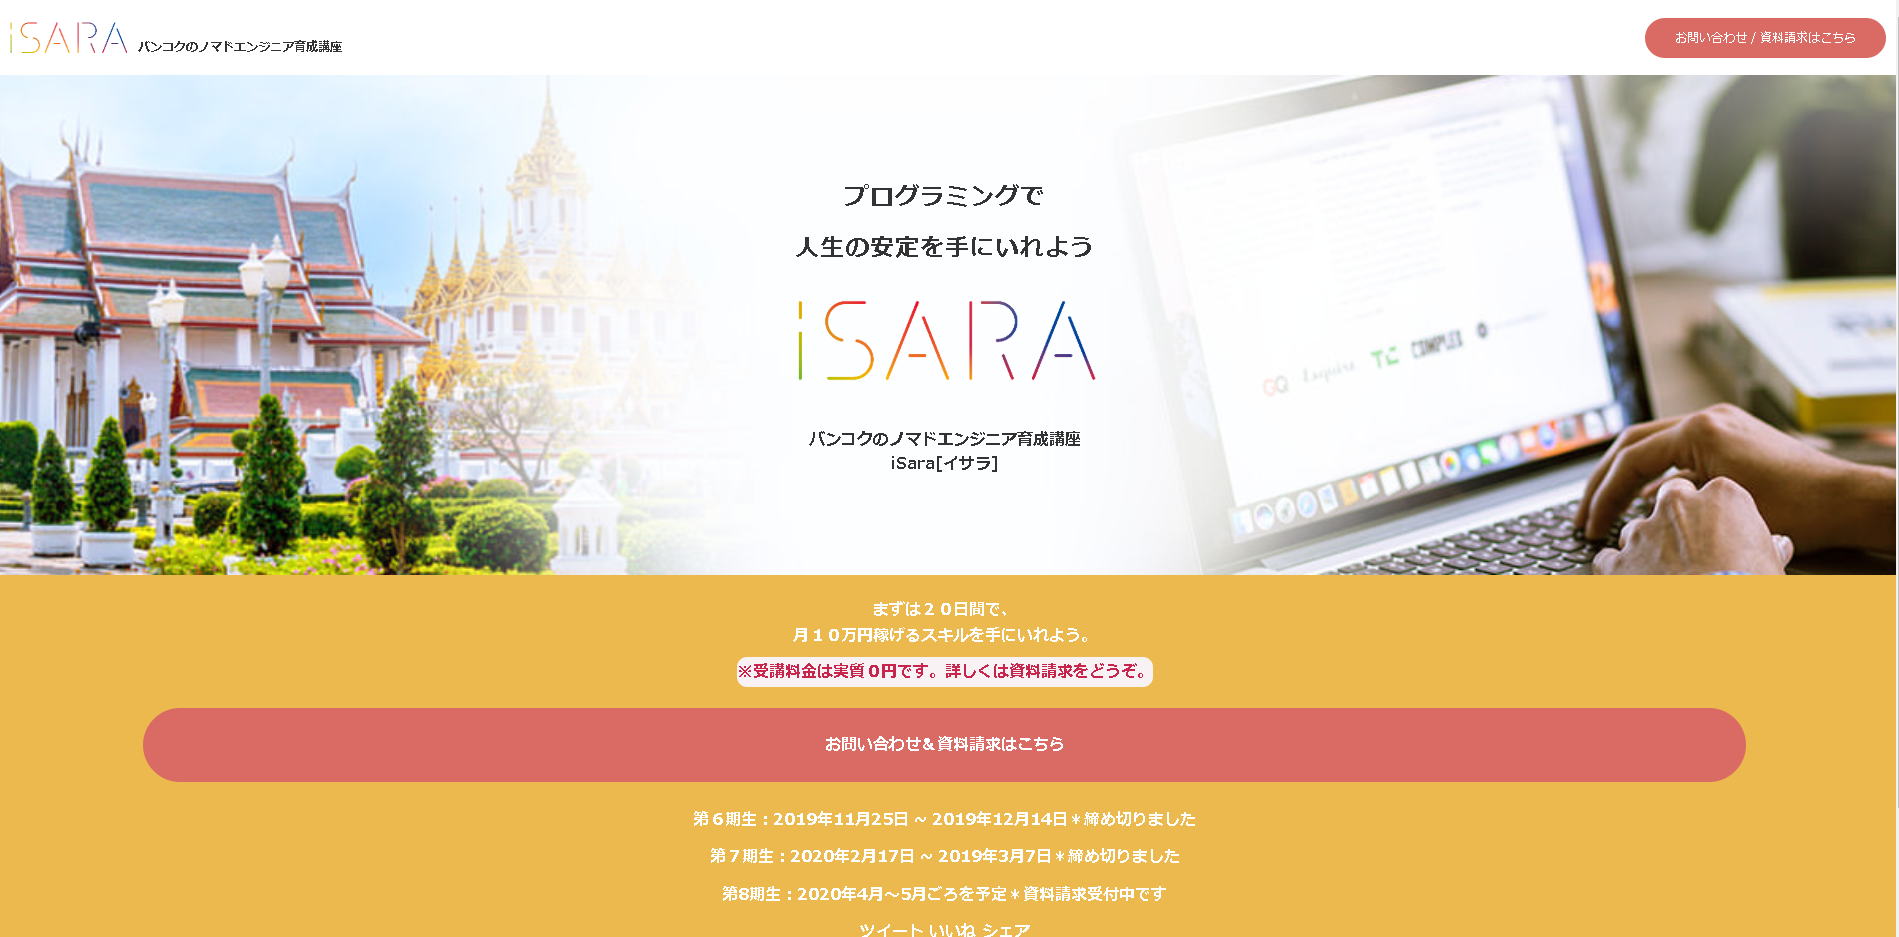 iSARA バンコクのノマドエンジニア育成講座
お問い合わせ / 資料請求はこちら
プログラミングで
人生の安定を手にいれよう
iSARA
バンコクのノマドエンジニア育成講座
iSara[イサラ]
GQ Esquire TC COMPLEX
まずは２０日間で、
月１０万円稼げるスキルを手にいれよう。
※受講料金は実質０円です。詳しくは資料請求をどうぞ。
お問い合わせ＆資料請求はこちら
第６期生：2019年11月25日 ~ 2019年12月14日＊締め切りました
第７期生：2020年2月17日 ~ 2019年3月7日＊締め切りました
第8期生：2020年4月〜5月ごろを予定＊資料請求受付中です
ツイート いいね シェア